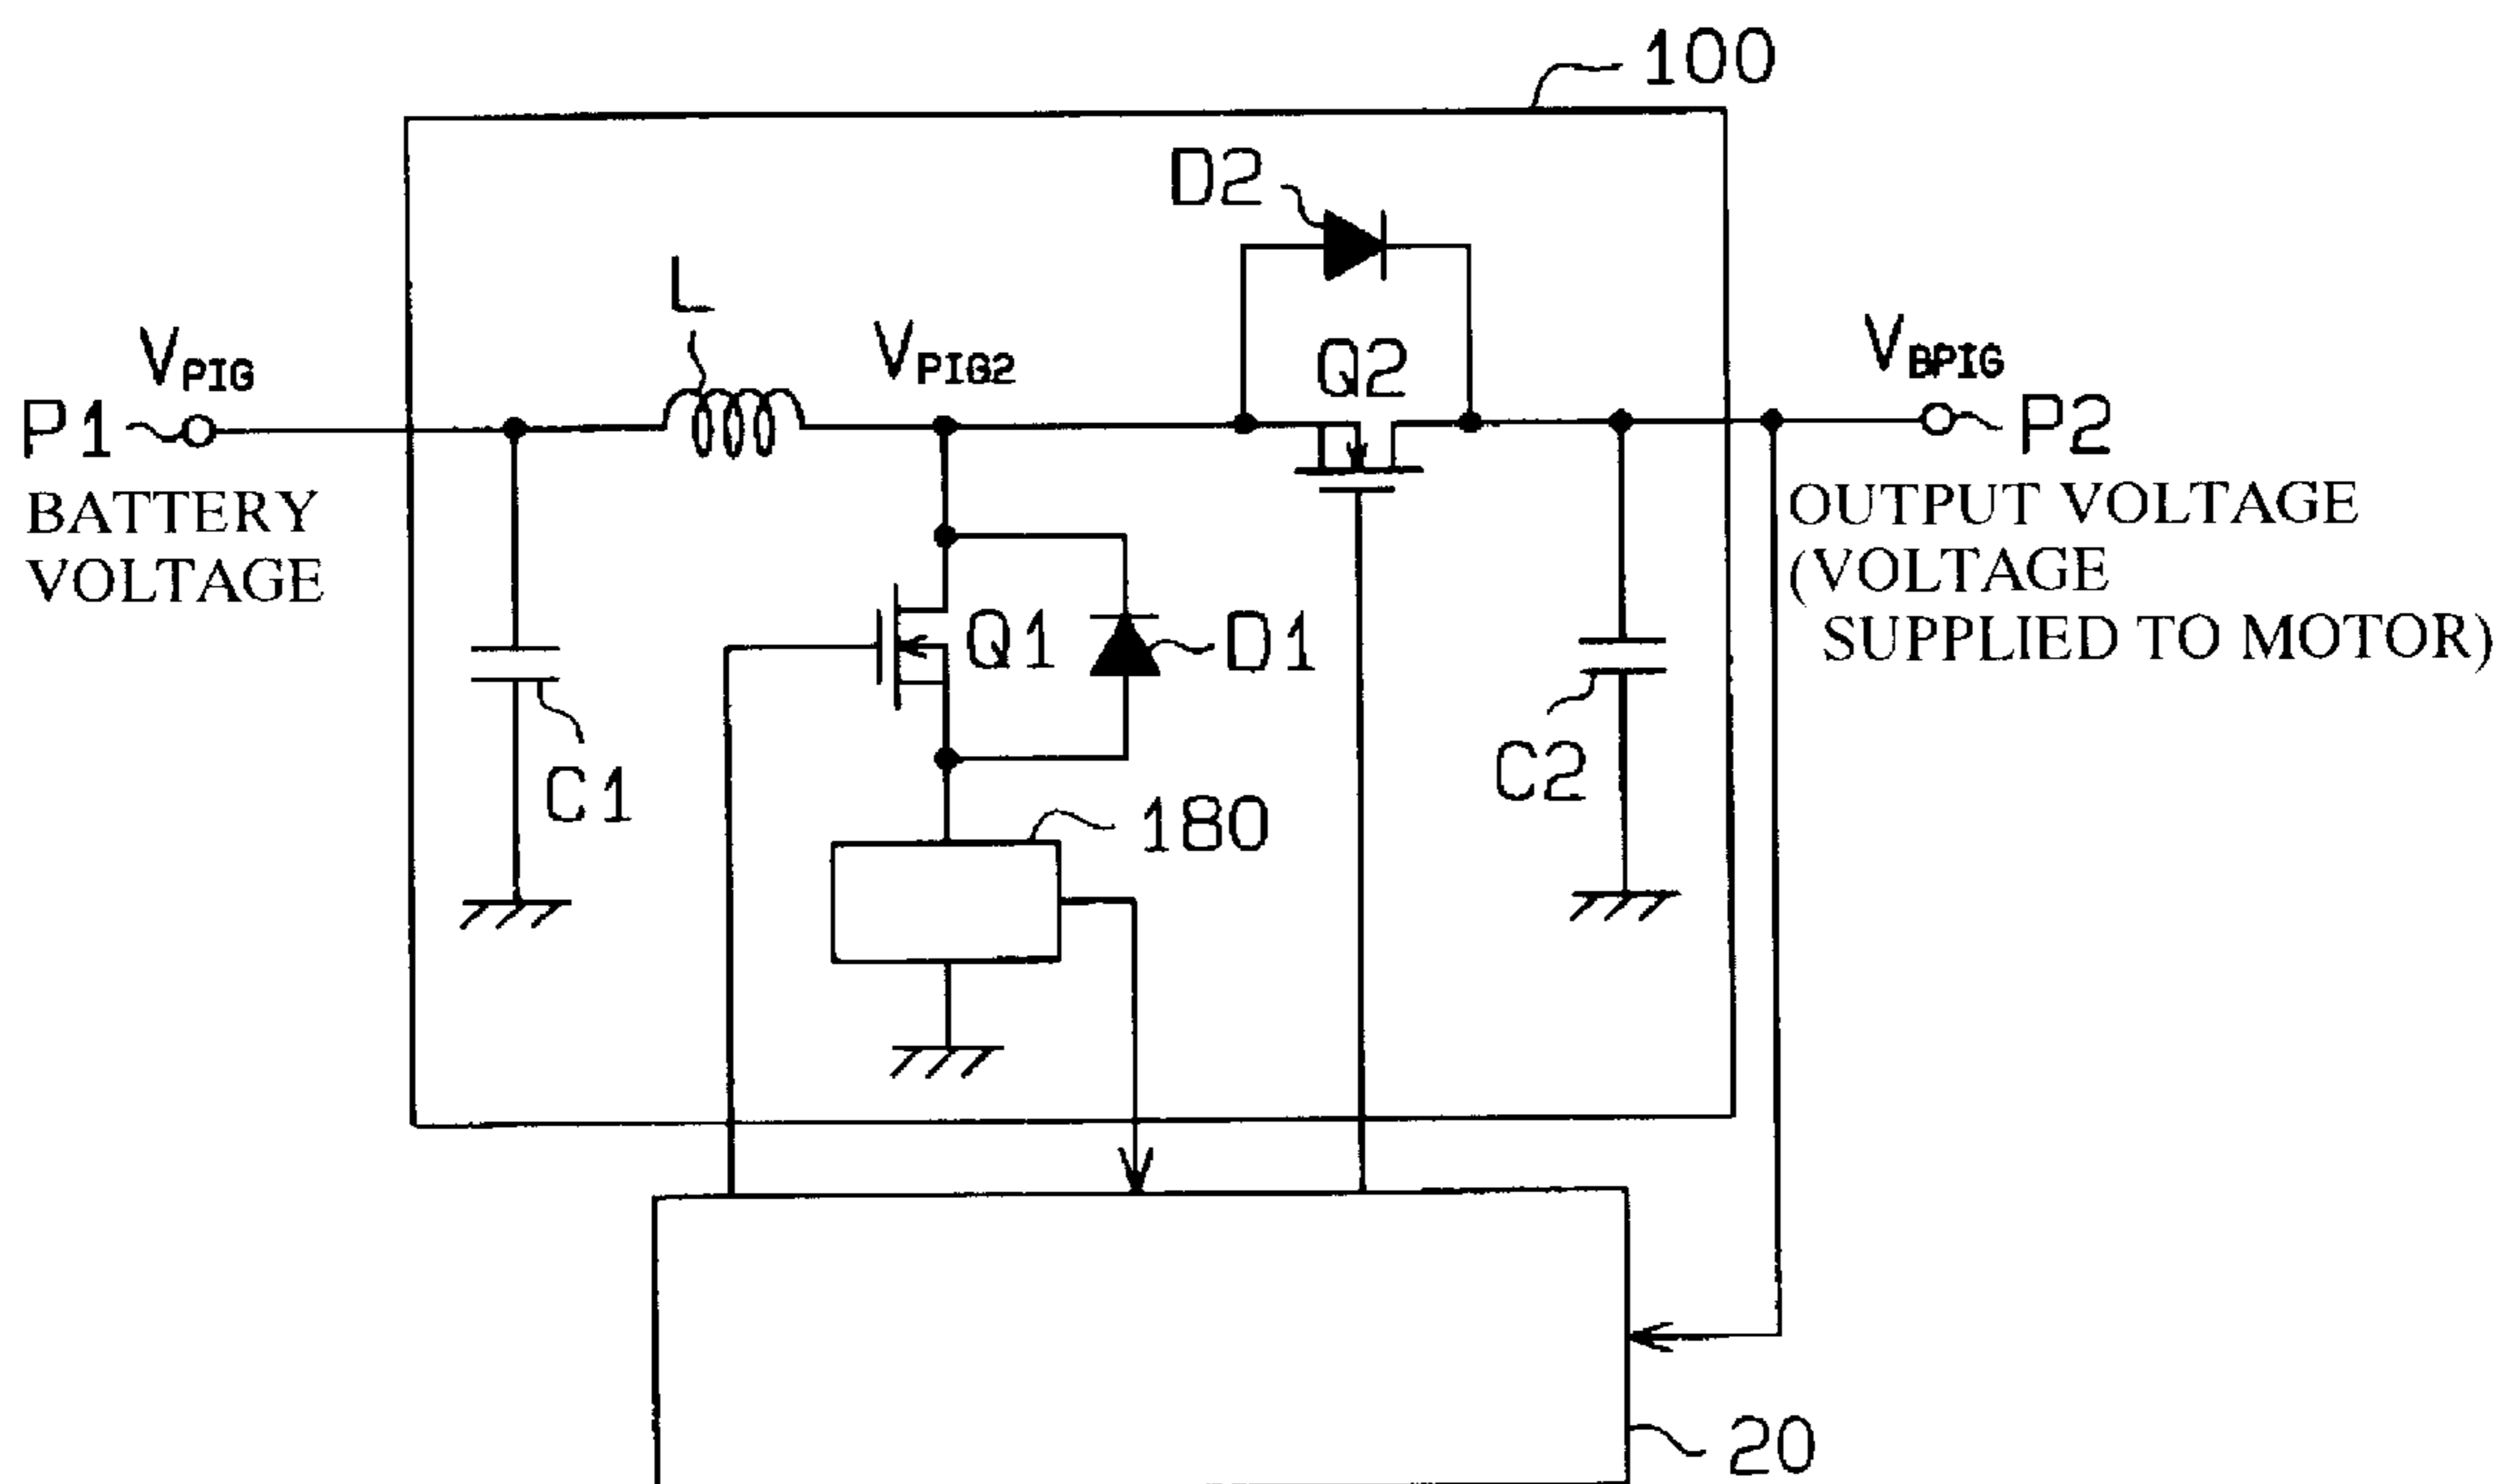 100
D2
L
VPIG
VPIG2
Q2
VBPIG
P1
P2
BATTERY
VOLTAGE
OUTPUT VOLTAGE
(VOLTAGE
SUPPLIED TO MOTOR)
Q1
D1
C1
C2
180
20